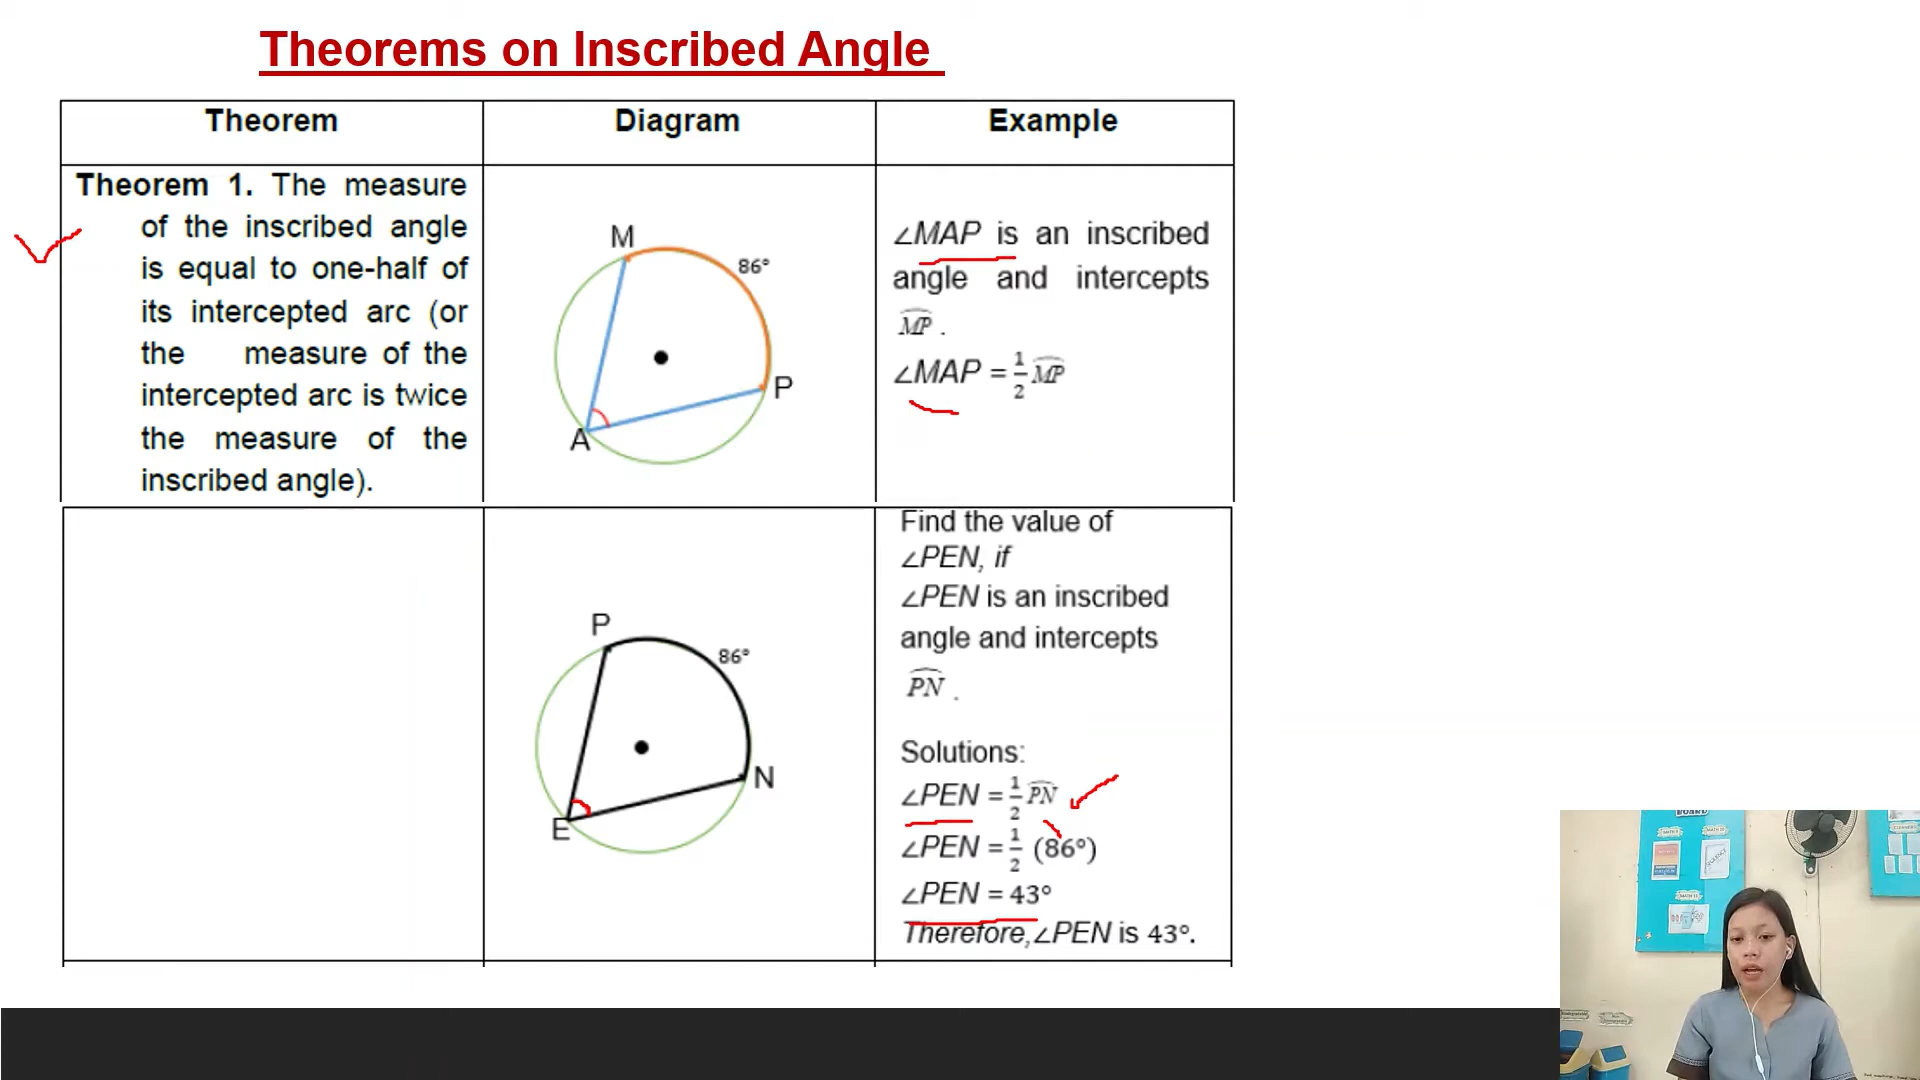 Theorems on Inscribed Angle
Theorem
Diagram
Example
Theorem 1. The measure
of the inscribed angle
is equal to one-half of
its intercepted arc (or
the measure of the
intercepted arc is twice
the measure of the
inscribed angle).
M
86°
P
A
∠MAP is an inscribed
angle and intercepts
MP .
∠MAP = 1/2 MP
P
86°
N
E
Find the value of
∠PEN, if
∠PEN is an inscribed
angle and intercepts
PN .
Solutions:
∠PEN = 1/2 PN
∠PEN = 1/2 (86°)
∠PEN = 43°
Therefore,∠PEN is 43°.